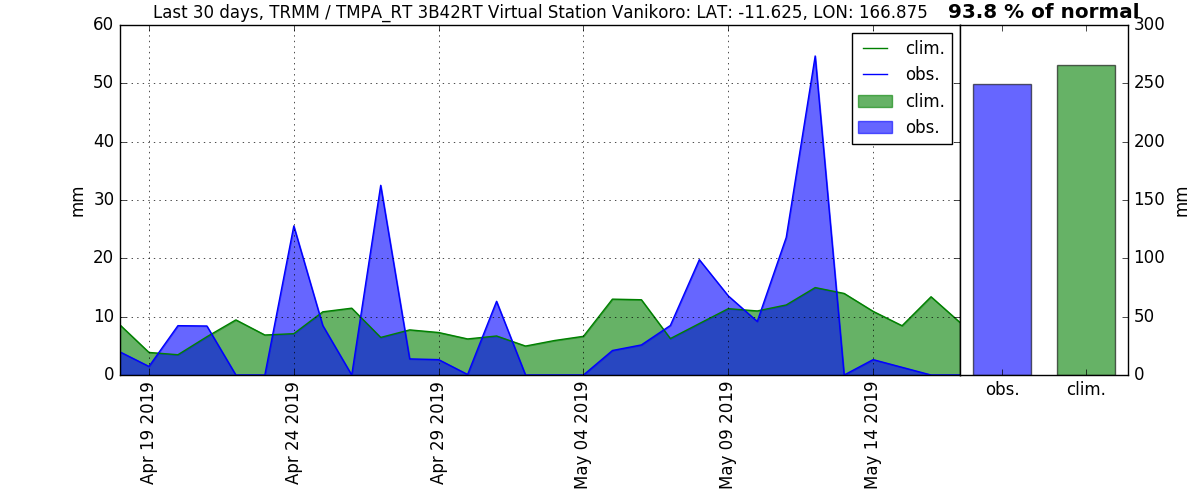 Last 30 days, TRMM / TMPA_RT 3B42RT Virtual Station Vanikoro: LAT: -11.625, LON: 166.875
93.8 % of normal
60
50
40
30
20
10
0
mm
clim.
obs.
clim.
obs.
300
250
200
150
100
50
0
mm
Apr 19 2019
Apr 24 2019
Apr 29 2019
May 04 2019
May 09 2019
May 14 2019
obs.
clim.